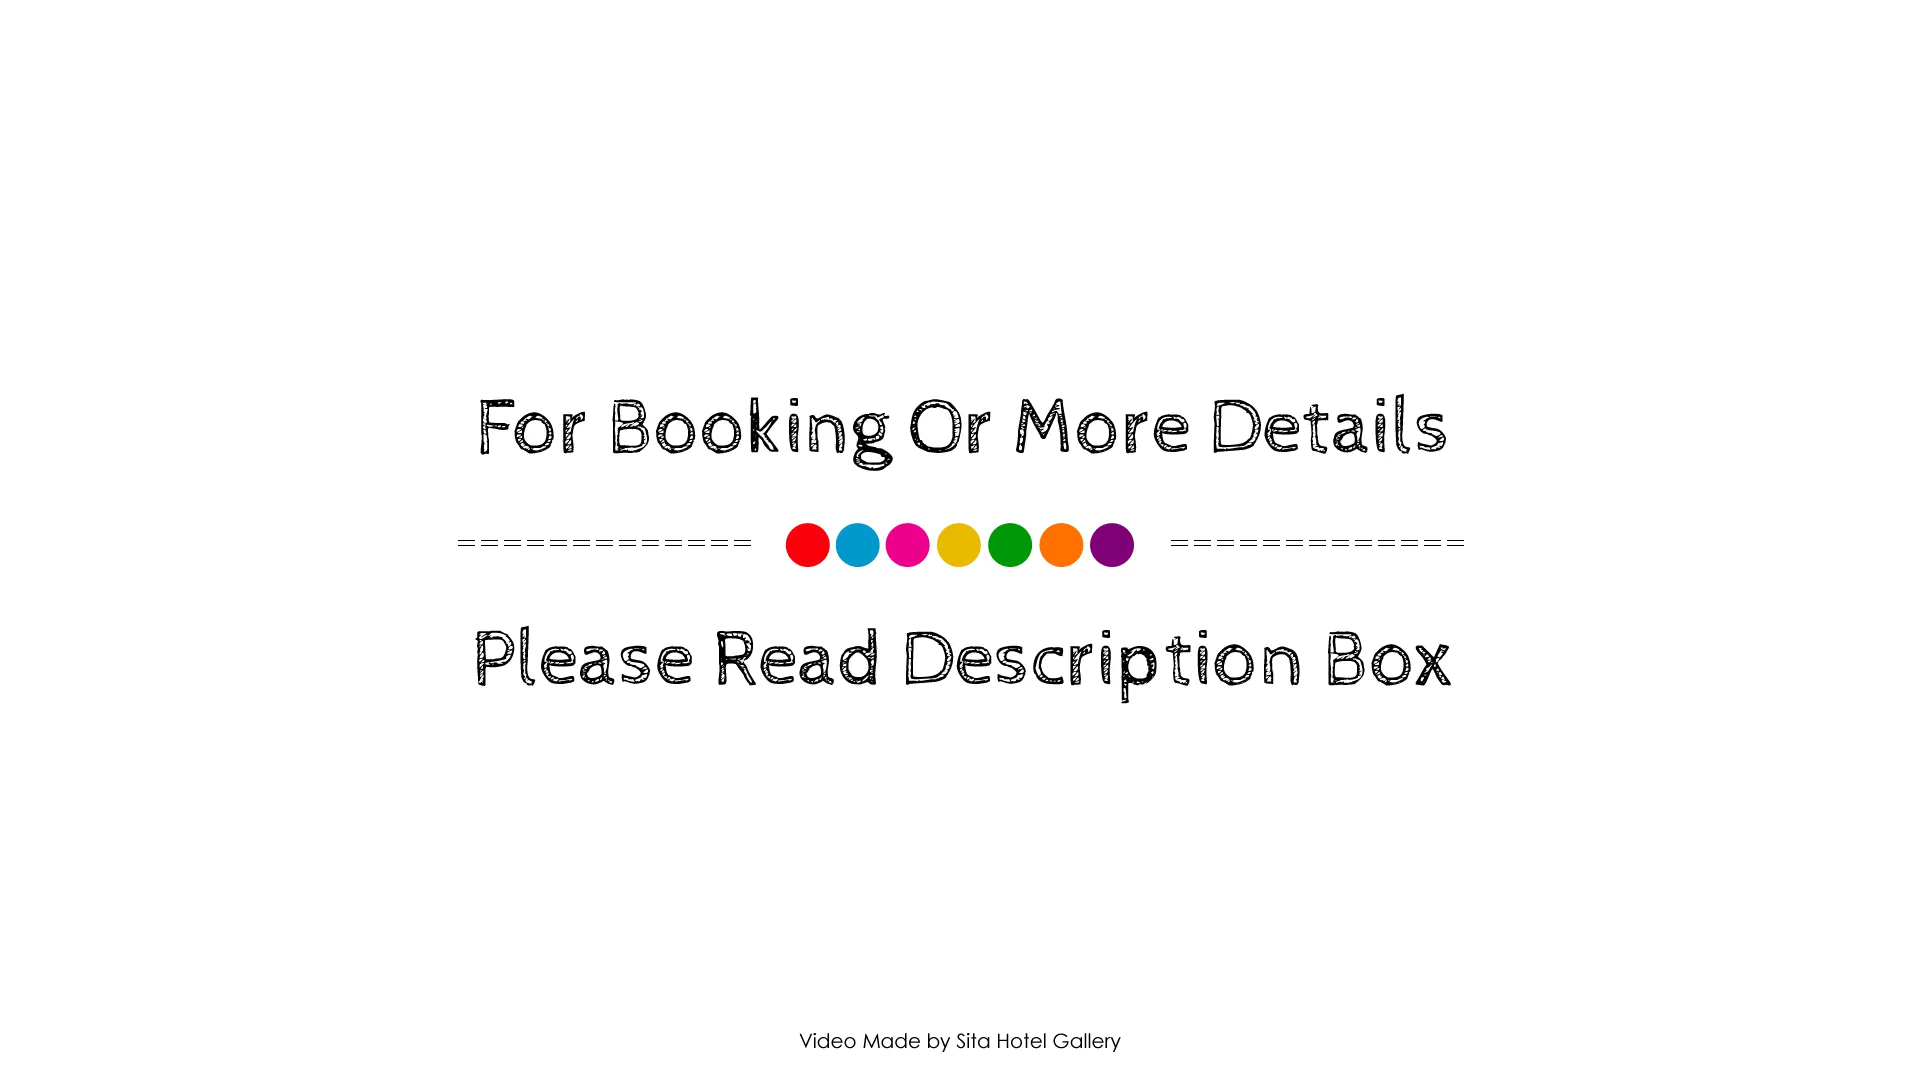 For Booking Or More Details
============= =============
Please Read Description Box
Video Made by Sita Hotel Gallery